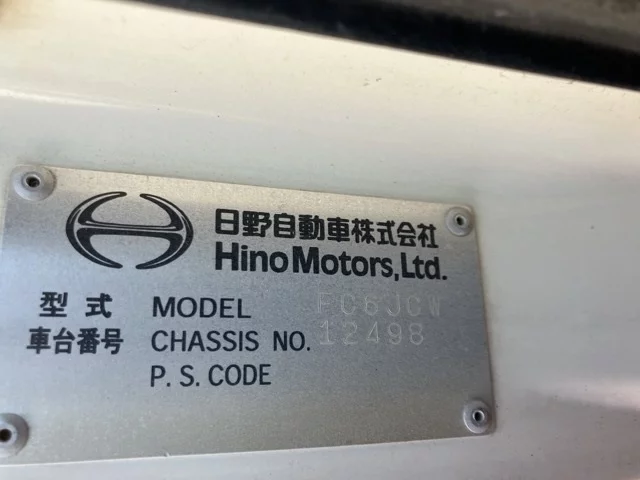 日野自動車株式会社
Hino Motors, Ltd.
型式 MODEL FC6JCW
車台番号 CHASSIS NO. 12498
P. S. CODE